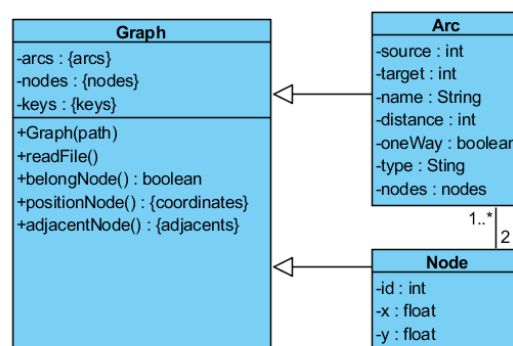 Graph
-arcs : {arcs}
-nodes : {nodes}
-keys : {keys}
+Graph(path)
+readFile()
+belongNode() : boolean
+positionNode() : {coordinates}
+adjacentNode() : {adjacents}
Arc
-source : int
-target : int
-name : String
-distance : int
-oneWay : boolean
-type : Sting
-nodes : nodes
1..*
2
Node
-id : int
-x : float
-y : float